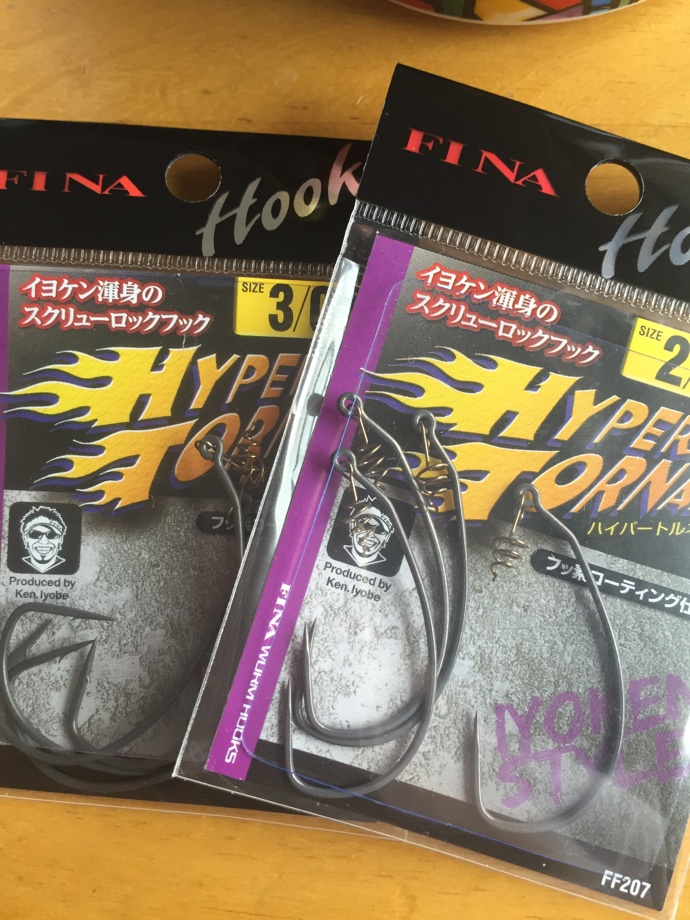 FINA
Hook
イヨケン渾身の
スクリューロックフック
SIZE 3/0
HYPER
TORN
Produced by
Ken.Iyobe
FINA
Ho
イヨケン渾身の
スクリューロックフック
SIZE 2/
HYPER
TORNA
ハイパートル
フッ素コーティング仕
Produced by
Ken.Iyobe
FINA WORM HOOKS
IYOKEN
STYLE
FF207